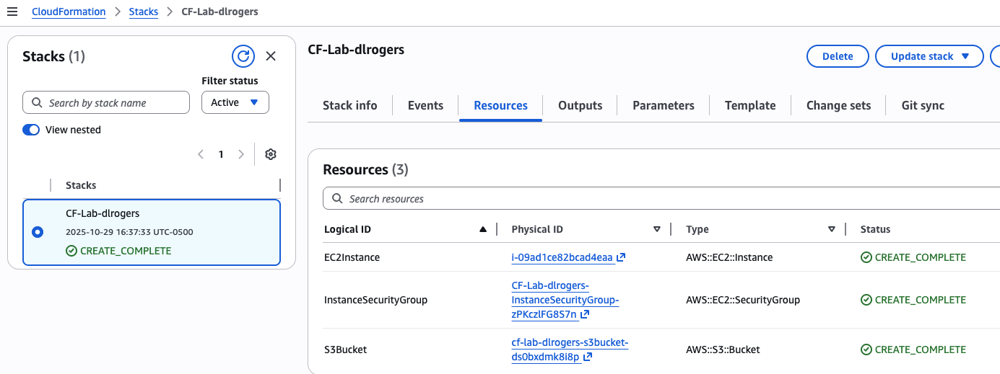 CloudFormation > Stacks > CF-Lab-dlrogers
Stacks (1)
Filter status
Search by stack name
Active
View nested
1
Stacks
CF-Lab-dlrogers
2025-10-29 16:37:33 UTC-0500
CREATE_COMPLETE
CF-Lab-dlrogers
Delete
Update stack
Stack info
Events
Resources
Outputs
Parameters
Template
Change sets
Git sync
Resources (3)
Search resources
Logical ID
Physical ID
Type
Status
EC2Instance
i-09ad1ce82bcad4eaa
AWS::EC2::Instance
CREATE_COMPLETE
InstanceSecurityGroup
CF-Lab-dlrogers-
InstanceSecurityGroup-
zPKczlFG8S7n
AWS::EC2::SecurityGroup
CREATE_COMPLETE
S3Bucket
cf-lab-dlrogers-s3bucket-
ds0bxdmk8i8p
AWS::S3::Bucket
CREATE_COMPLETE